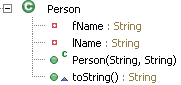 Person
fName : String
lName : String
Person(String, String)
toString() : String